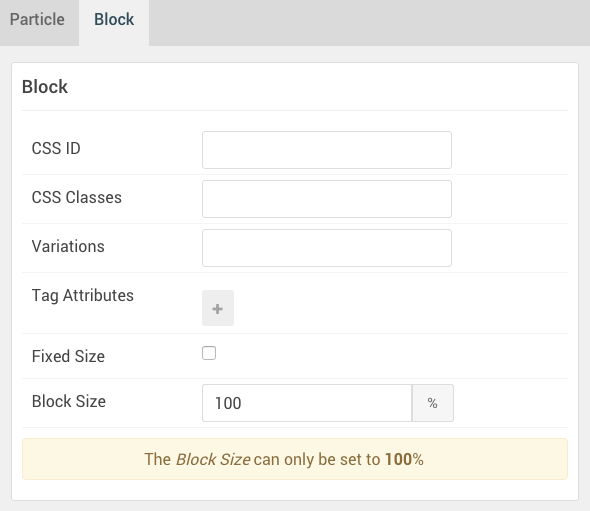 Particle
Block
Block
CSS ID
CSS Classes
Variations
Tag Attributes
+
Fixed Size
Block Size
100
%
The Block Size can only be set to 100%